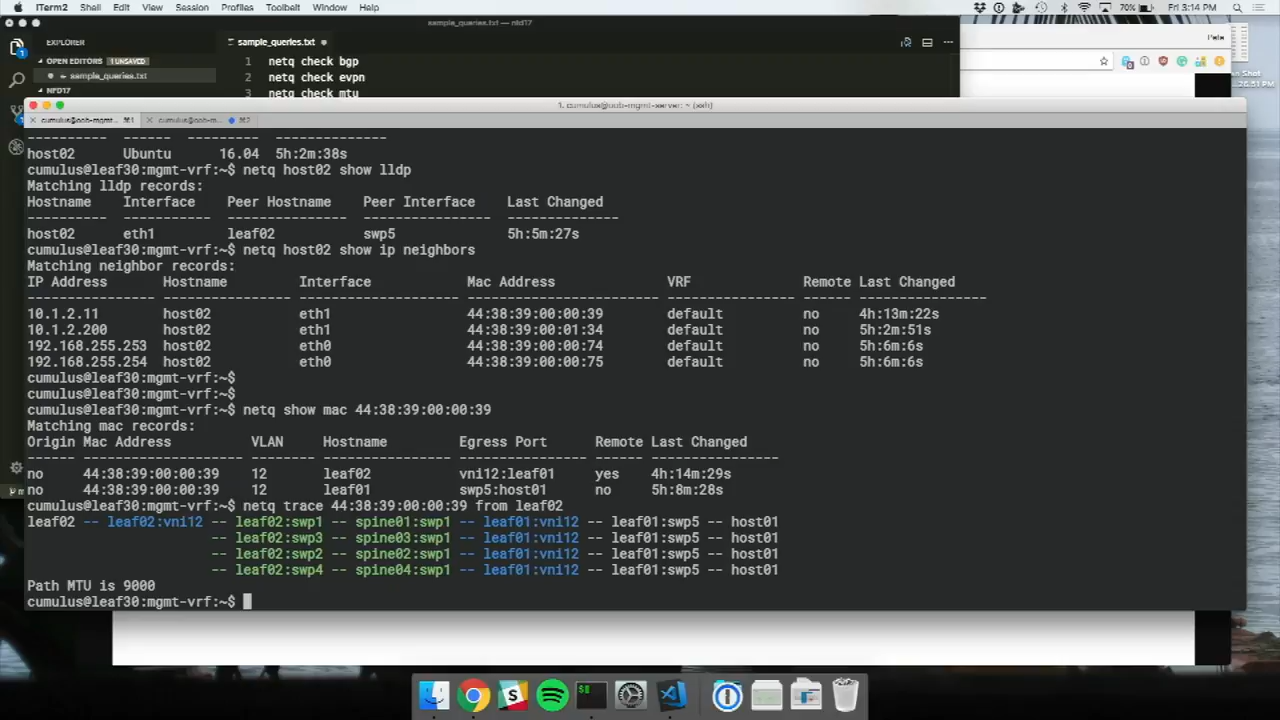 iTerm2 Shell Edit View Session Profiles Toolbelt Window Help 70% Fri 3:14 PM
sample_queries.txt — nfd17
EXPLORER sample_queries.txt
OPEN EDITORS 1 UNSAVED
sample_queries.txt
NFD17
1 netq check bgp
2 netq check evpn
3 netq check mtu
Pete
1. cumulus@oob-mgmt-server: ~ (ssh)
cumulus@oob-mgmt... ⌘1 cumulus@oob-m... ⌘2
---------- ------ --------- --------------
host02 Ubuntu 16.04 5h:2m:38s
cumulus@leaf30:mgmt-vrf:~$ netq host02 show lldp
Matching lldp records:
Hostname Interface Peer Hostname Peer Interface Last Changed
---------- ----------- --------------- ---------------- --------------
host02 eth1 leaf02 swp5 5h:5m:27s
cumulus@leaf30:mgmt-vrf:~$ netq host02 show ip neighbors
Matching neighbor records:
IP Address Hostname Interface Mac Address VRF Remote Last Changed
---------------- ---------------- -------------------- ------------------------ ---------------- ------ ----------------
10.1.2.11 host02 eth1 44:38:39:00:00:39 default no 4h:13m:22s
10.1.2.200 host02 eth1 44:38:39:00:01:34 default no 5h:2m:51s
192.168.255.253 host02 eth0 44:38:39:00:00:74 default no 5h:6m:6s
192.168.255.254 host02 eth0 44:38:39:00:00:75 default no 5h:6m:6s
cumulus@leaf30:mgmt-vrf:~$
cumulus@leaf30:mgmt-vrf:~$
cumulus@leaf30:mgmt-vrf:~$ netq show mac 44:38:39:00:00:39
Matching mac records:
Origin Mac Address VLAN Hostname Egress Port Remote Last Changed
------ -------------------- -------- ---------------- ---------------- ------ ----------------
no 44:38:39:00:00:39 12 leaf02 vni12:leaf01 yes 4h:14m:29s
no 44:38:39:00:00:39 12 leaf01 swp5:host01 no 5h:8m:28s
cumulus@leaf30:mgmt-vrf:~$ netq trace 44:38:39:00:00:39 from leaf02
leaf02 -- leaf02:vni12 -- leaf02:swp1 -- spine01:swp1 -- leaf01:vni12 -- leaf01:swp5 -- host01
-- leaf02:swp3 -- spine03:swp1 -- leaf01:vni12 -- leaf01:swp5 -- host01
-- leaf02:swp2 -- spine02:swp1 -- leaf01:vni12 -- leaf01:swp5 -- host01
-- leaf02:swp4 -- spine04:swp1 -- leaf01:vni12 -- leaf01:swp5 -- host01
Path MTU is 9000
cumulus@leaf30:mgmt-vrf:~$